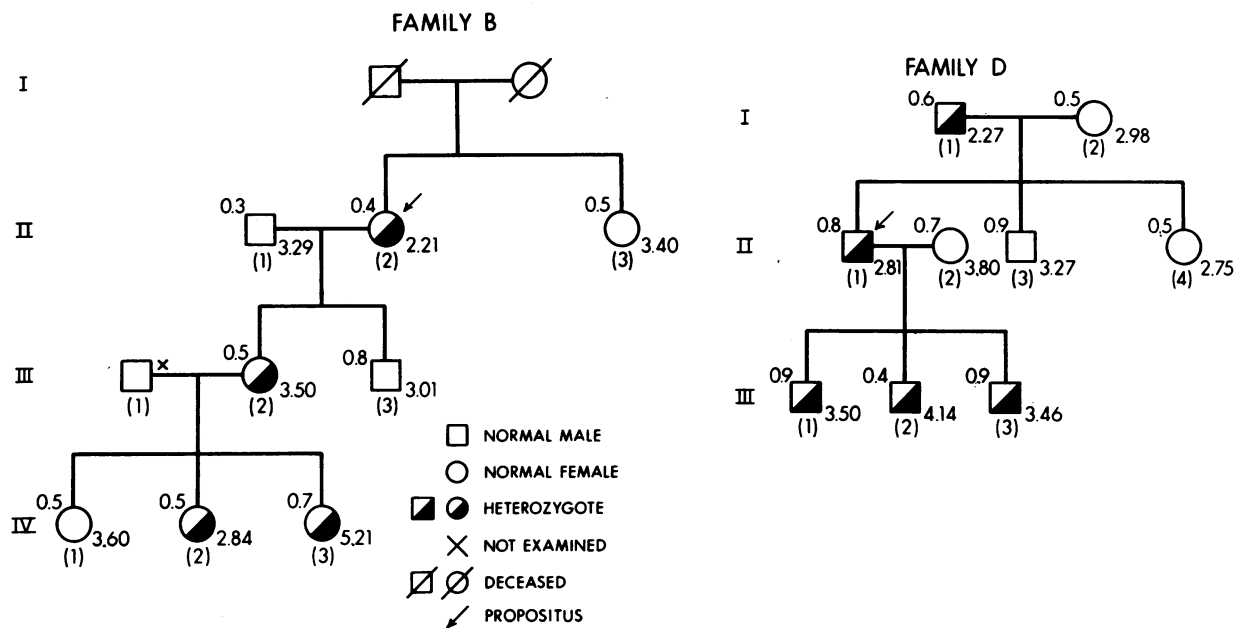 FAMILY B
I
0.3
(1) 3.29
0.4
(2) 2.21
0.5
(3) 3.40
II
x
(1)
0.5
(2) 3.50
0.8
(3) 3.01
III
0.5
(1) 3.60
0.5
(2) 2.84
0.7
(3) 5.21
IV
NORMAL MALE
NORMAL FEMALE
HETEROZYGOTE
NOT EXAMINED
DECEASED
PROPOSITUS
FAMILY D
I
0.6
(1) 2.27
0.5
(2) 2.98
II
0.8
(1) 2.81
0.7
(2) 3.80
0.9
(3) 3.27
0.5
(4) 2.75
III
0.9
(1) 3.50
0.4
(2) 4.14
0.9
(3) 3.46